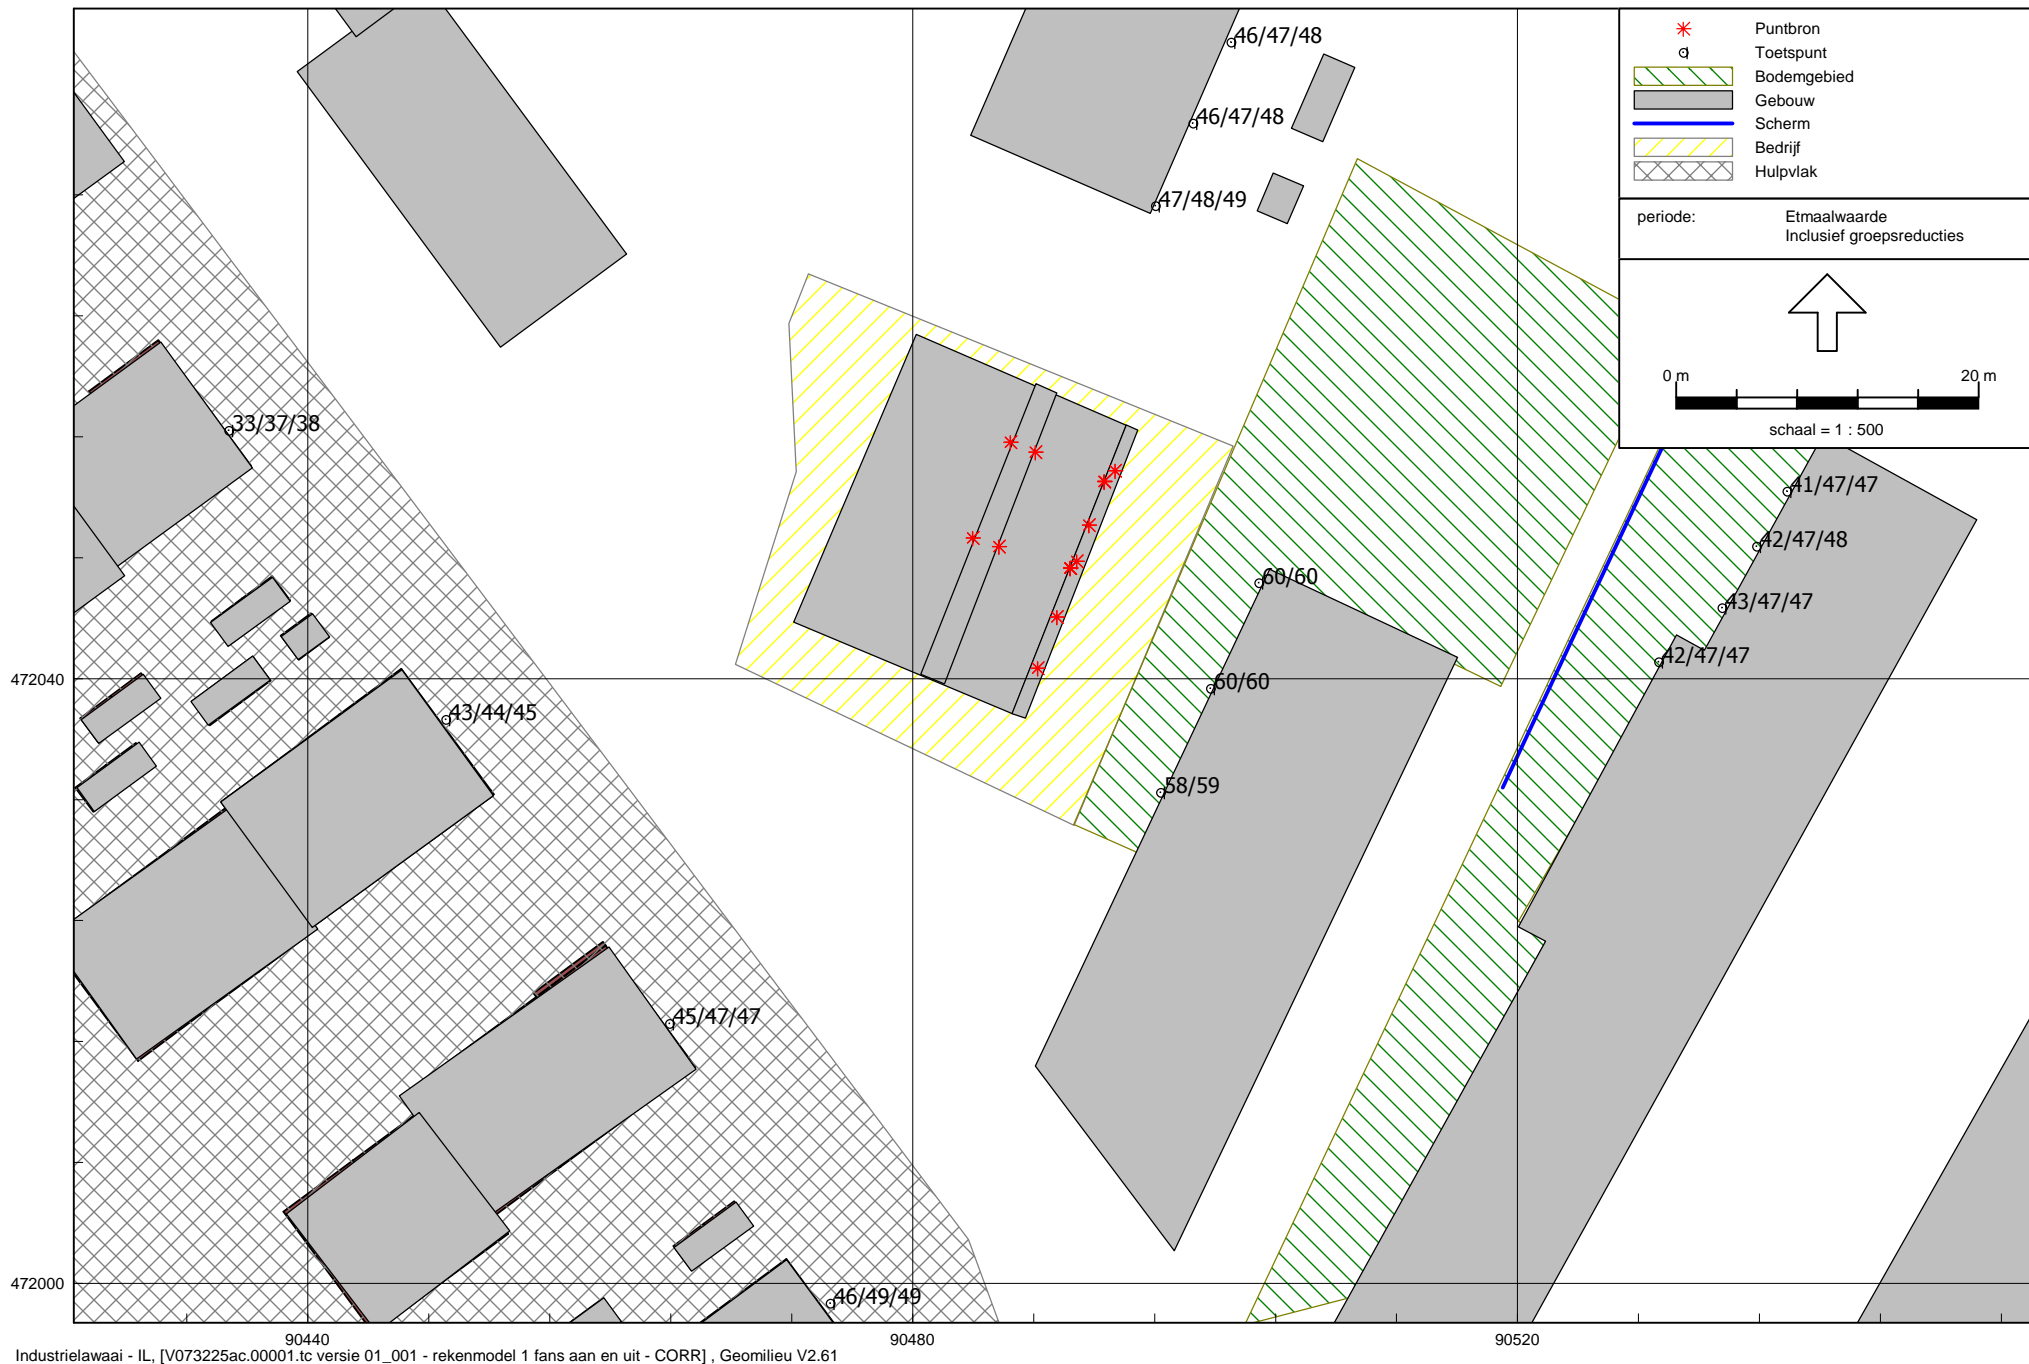 46/47/48
46/47/48
47/48/49
33/37/38
43/44/45
45/47/47
46/49/49
60/60
60/60
58/59
41/47/47
42/47/48
43/47/47
42/47/47
Puntbron
Toetspunt
Bodemgebied
Gebouw
Scherm
Bedrijf
Hulpvlak
periode: Etmaalwaarde
Inclusief groepsreducties
0 m 20 m
schaal = 1 : 500
472040
472000
90440 90480 90520
Industrielawaai - IL, [V073225ac.00001.tc versie 01_001 - rekenmodel 1 fans aan en uit - CORR] , Geomilieu V2.61